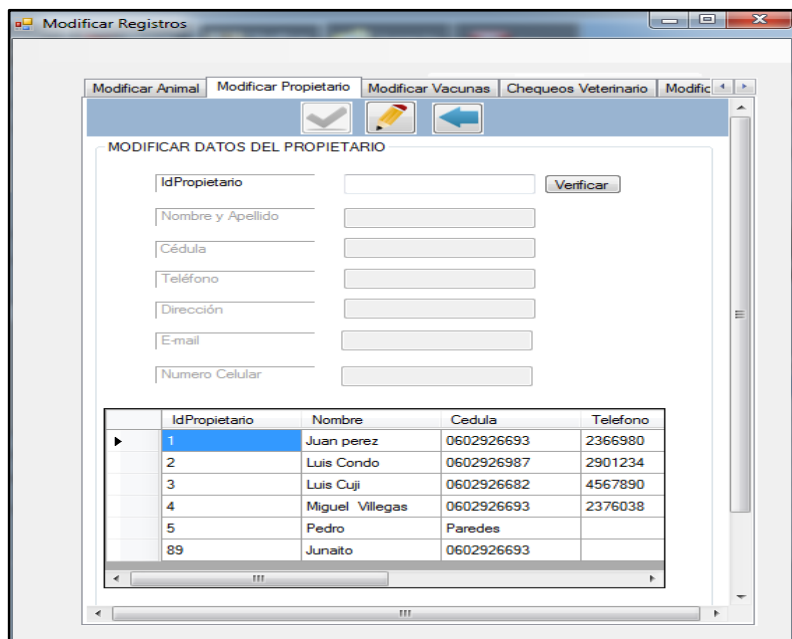 Modificar Registros
Modificar Animal Modificar Propietario Modificar Vacunas Chequeos Veterinario Modific
MODIFICAR DATOS DEL PROPIETARIO
IdPropietario Verificar
Nombre y Apellido
Cédula
Teléfono
Dirección
E-mail
Numero Celular
IdPropietario Nombre Cedula Telefono
1 Juan perez 0602926693 2366980
2 Luis Condo 0602926987 2901234
3 Luis Cuji 0602926682 4567890
4 Miguel Villegas 0602926693 2376038
5 Pedro Paredes
89 Junaito 0602926693